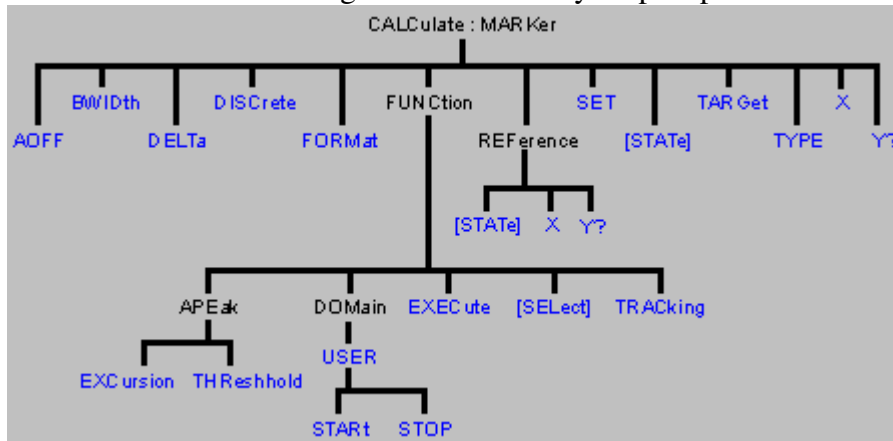 CALCulate : MARKer
BWIDth DISCrete FUNCtion SET TARGet X
AOFF DELTa FORMat REFerence [STATe] TYPE Y?
[STATe] X Y?
APEak DOMain EXECute [SELect] TRACking
USER
EXCursion THReshhold
STARt STOP